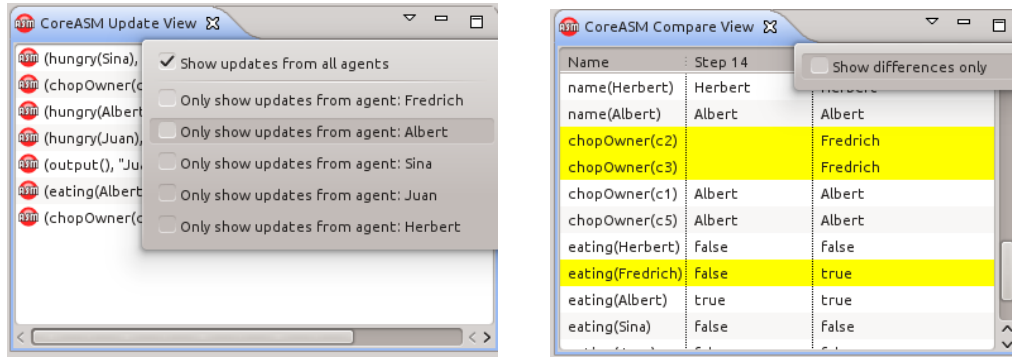 CoreASM Update View
(hungry(Sina),
(chopOwner(c
(hungry(Albert
(hungry(Juan),
(output(), "Ju
(eating(Albert
(chopOwner(c
Show updates from all agents
Only show updates from agent: Fredrich
Only show updates from agent: Albert
Only show updates from agent: Sina
Only show updates from agent: Juan
Only show updates from agent: Herbert
CoreASM Compare View
Name Step 14
Show differences only
name(Herbert) Herbert Herbert
name(Albert) Albert Albert
chopOwner(c2) Fredrich
chopOwner(c3) Fredrich
chopOwner(c1) Albert Albert
chopOwner(c5) Albert Albert
eating(Herbert) false false
eating(Fredrich) false true
eating(Albert) true true
eating(Sina) false false